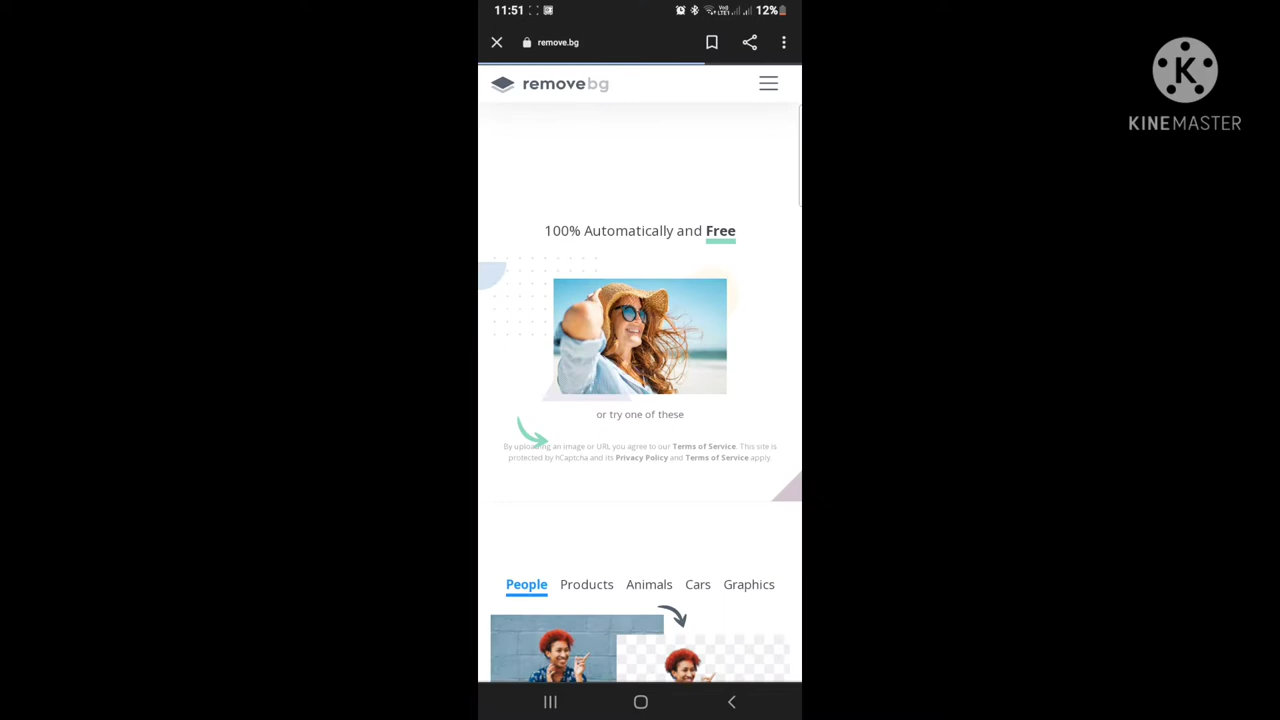 11:51
12%
remove.bg
removebg
K
KINEMASTER
100% Automatically and Free
or try one of these
By uploading an image or URL you agree to our Terms of Service. This site is
protected by hCaptcha and its Privacy Policy and Terms of Service apply
People Products Animals Cars Graphics